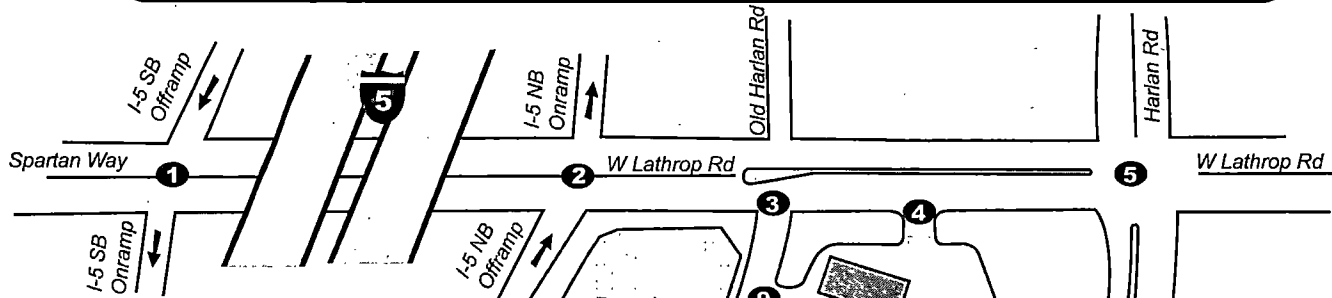 I-5 SB
Offramp
5
I-5 NB
Onramp
Old Harlan Rd
Harlan Rd
Spartan Way
1
2
W Lathrop Rd
3
4
5
W Lathrop Rd
I-5 SB
Onramp
I-5 NB
Offramp